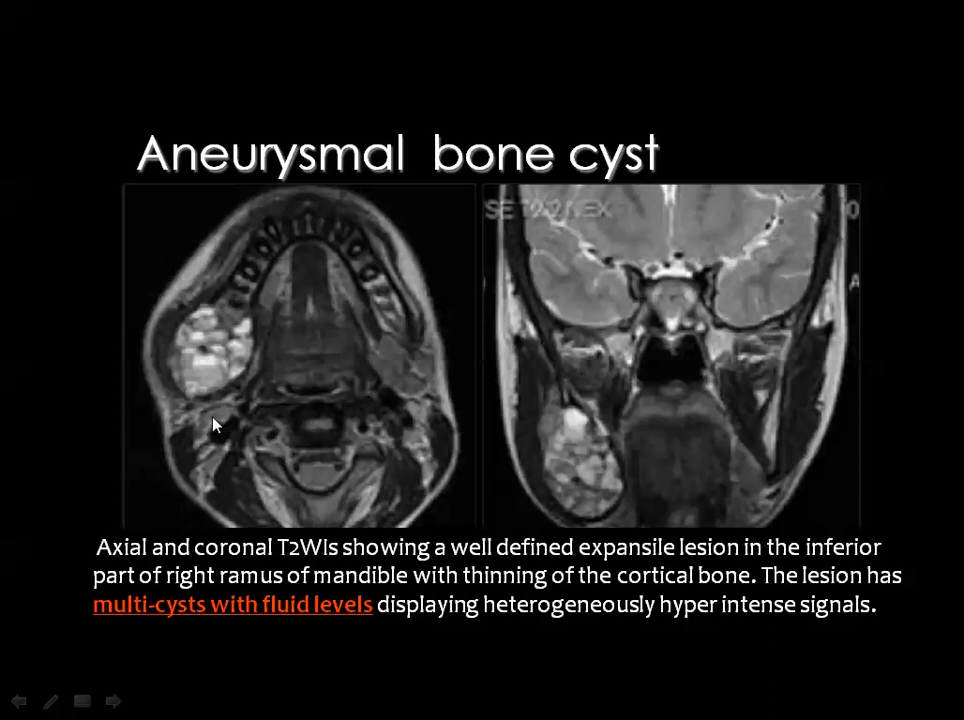 Aneurysmal bone cyst
0
A
Axial and coronal T2WIs showing a well defined expansile lesion in the inferior
part of right ramus of mandible with thinning of the cortical bone. The lesion has
multi-cysts with fluid levels displaying heterogeneously hyper intense signals.